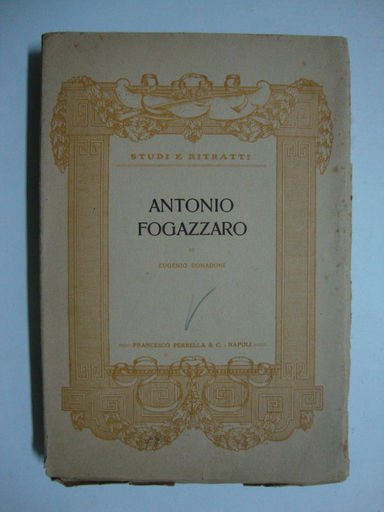 STUDI E RITRATTI
ANTONIO
FOGAZZARO
DI
EUGENIO DONADONI
FRANCESCO PERRELLA & C. - NAPOLI